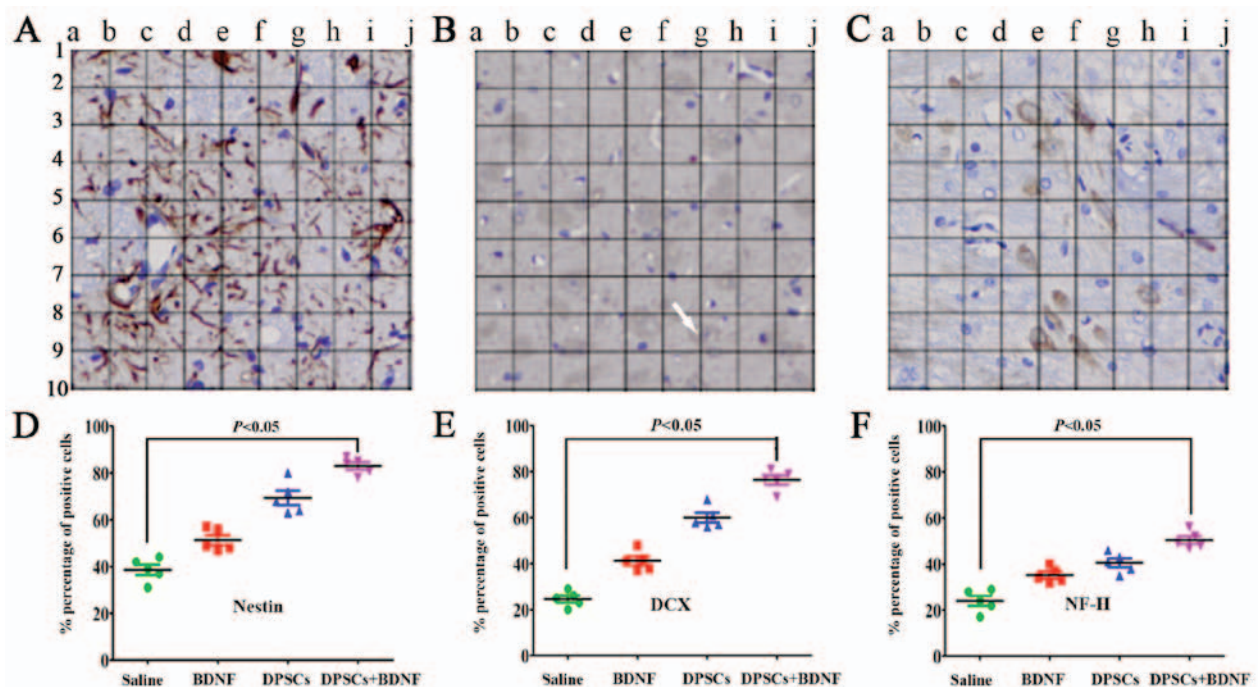 A a b c d e f g h i j
1
2
3
4
5
6
7
8
9
10
B a b c d e f g h i j
C a b c d e f g h i j
D
P<0.05
% percentage of positive cells
100
80
60
40
20
0
Nestin
Saline BDNF DPSCs DPSCs+BDNF
E
P<0.05
% percentage of positive cells
100
80
60
40
20
0
DCX
Saline BDNF DPSCs DPSCs+BDNF
F
P<0.05
% percentage of positive cells
100
80
60
40
20
0
NF-H
Saline BDNF DPSCs DPSCs+BDNF